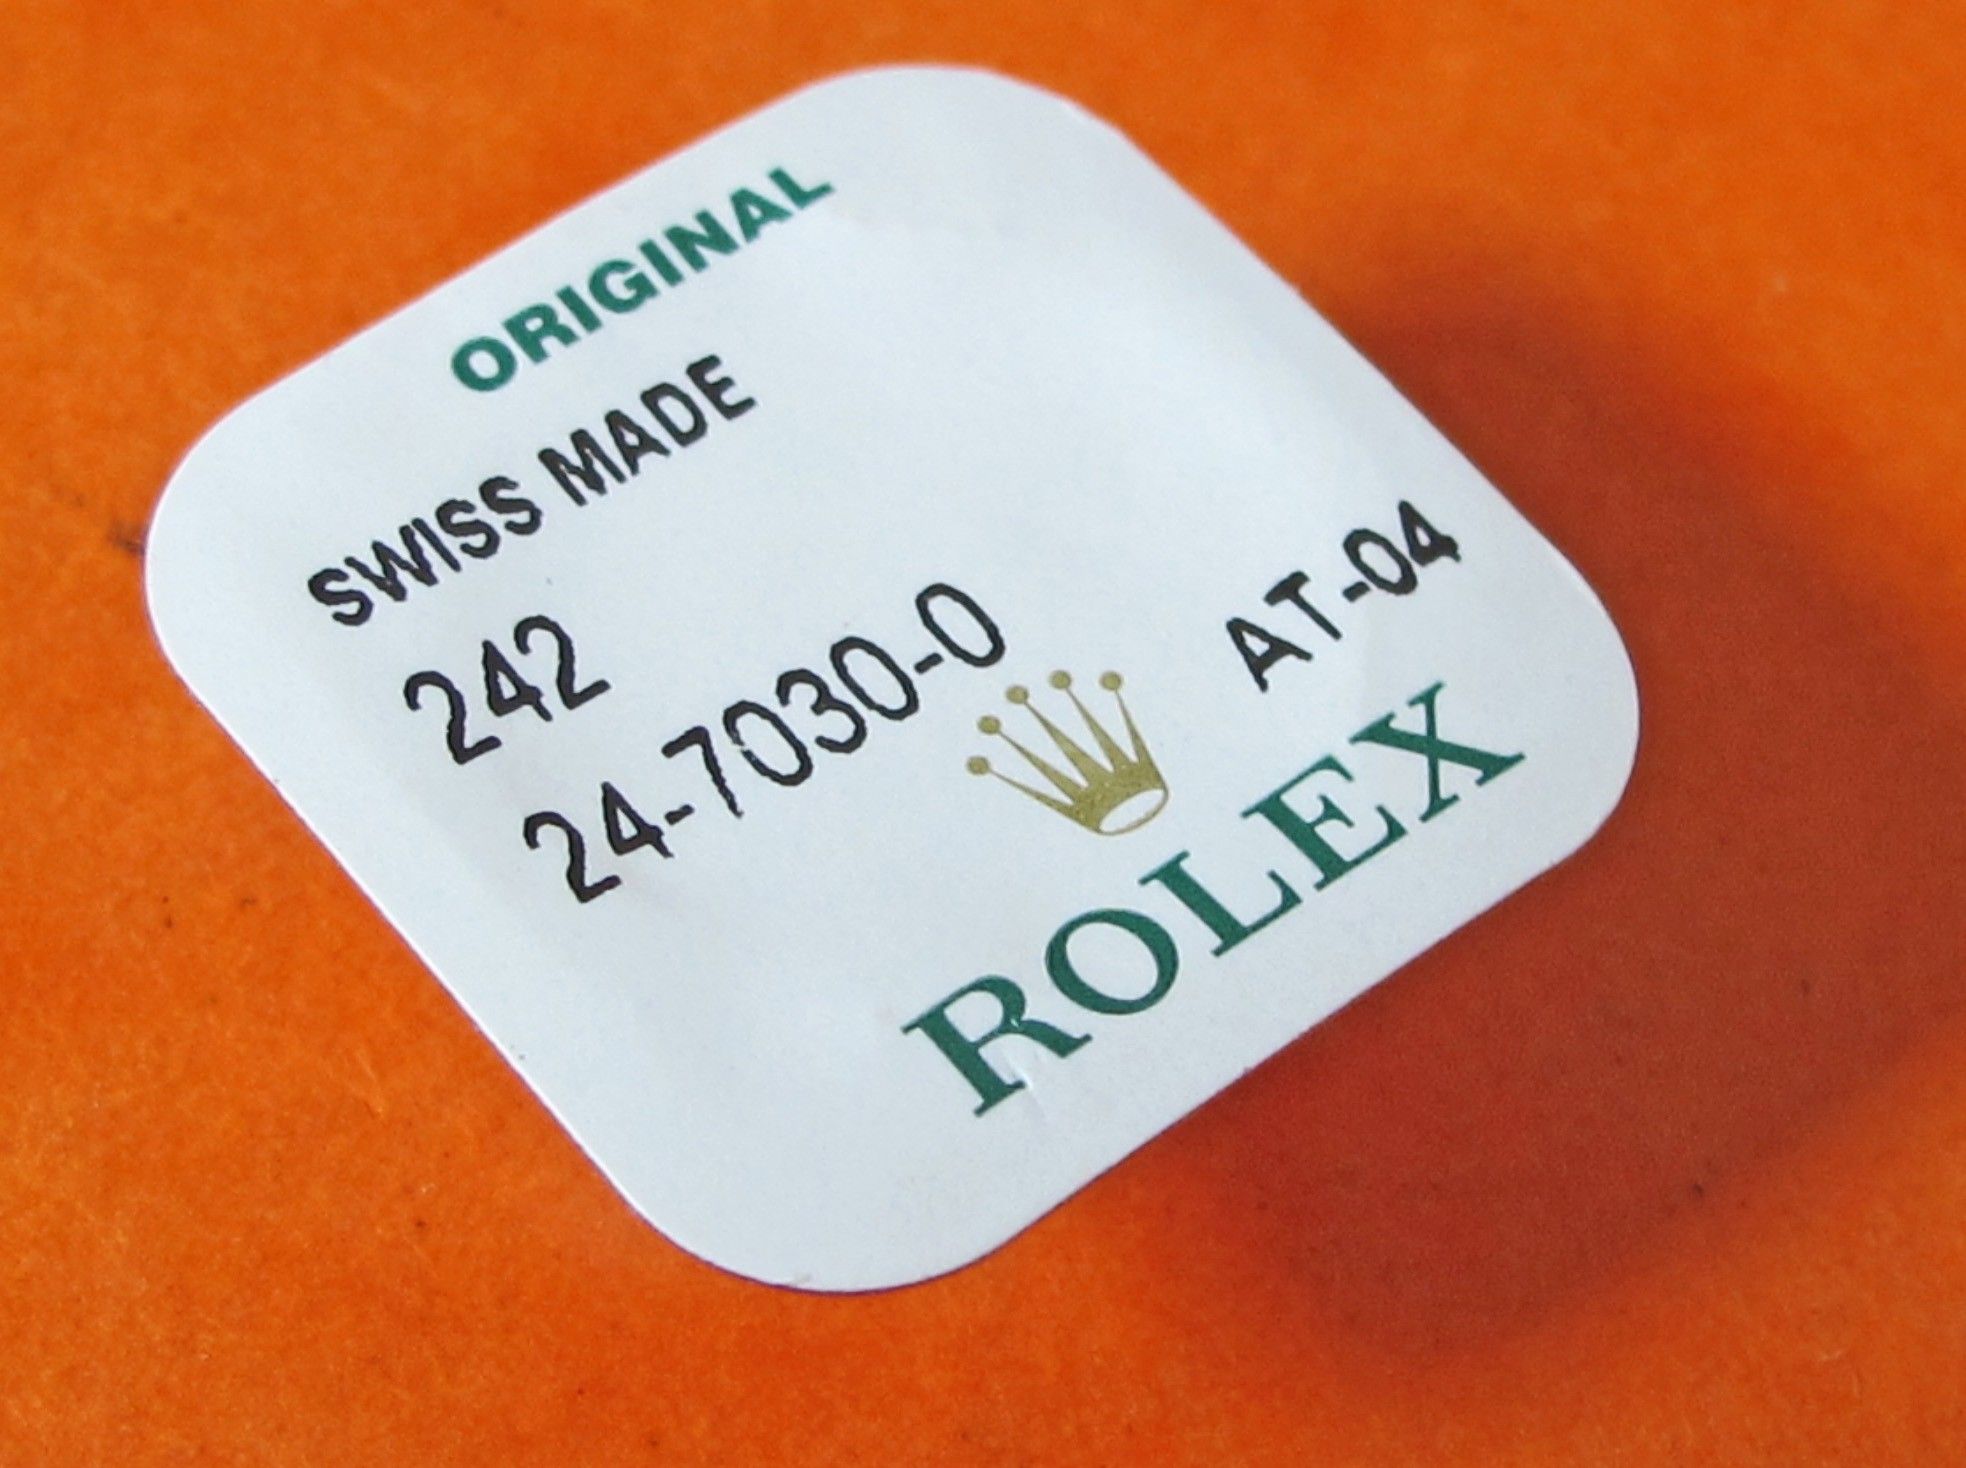 ORIGINAL
SWISS MADE
242
24-7030-0
AT-04
ROLEX